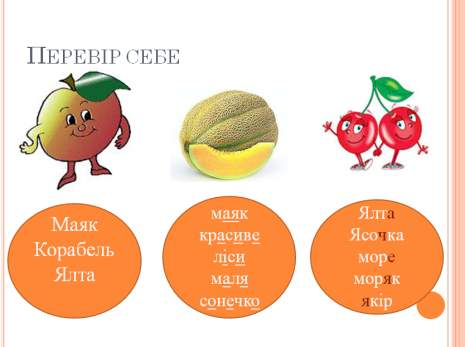 Перевір себе
Маяк
Корабель
Ялта
маяк
красиве
ліси
маля
сонечко
Ялта
Ясочка
море
моряк
якір